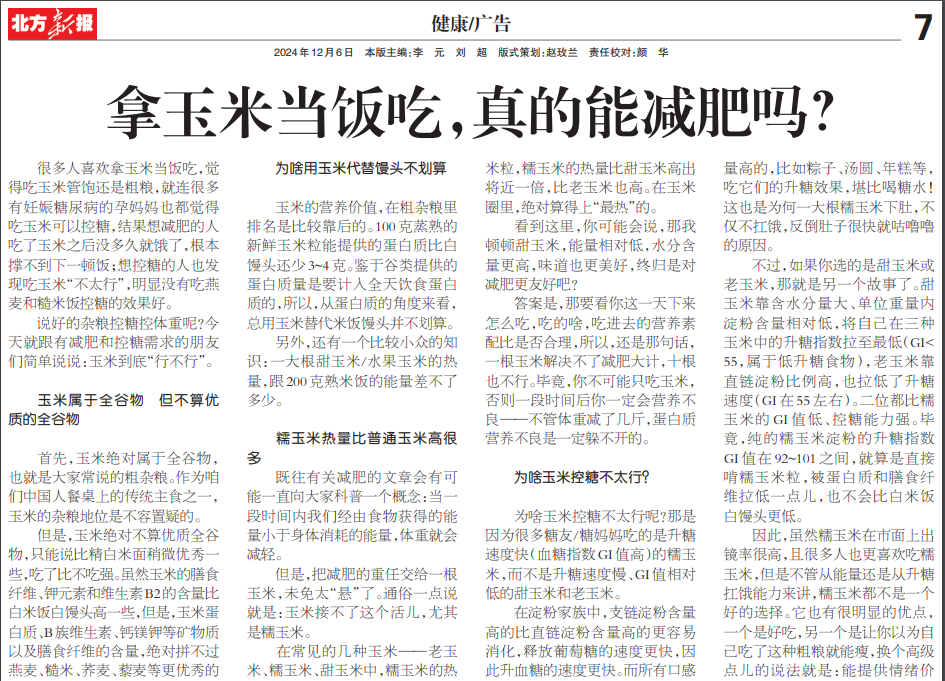 北方新报
健康/广告
7
2024年12月6日 本版主编:李 元 刘 超 版式策划:赵玫兰 责任校对:颜 华
拿玉米当饭吃,真的能减肥吗?
很多人喜欢拿玉米当饭吃,觉
得吃玉米管饱还是粗粮,就连很多
有妊娠糖尿病的孕妈妈也都觉得
吃玉米可以控糖,结果想减肥的人
吃了玉米之后没多久就饿了,根本
撑不到下一顿饭;想控糖的人也发
现吃玉米“不太行”,明显没有吃燕
麦和糙米饭控糖的效果好。
说好的杂粮控糖控体重呢?今
天就跟有减肥和控糖需求的朋友
们简单说说:玉米到底“行不行”。
玉米属于全谷物 但不算优
质的全谷物
首先,玉米绝对属于全谷物,
也就是大家常说的粗杂粮。作为咱
们中国人餐桌上的传统主食之一,
玉米的杂粮地位是不容置疑的。
但是,玉米绝对不算优质全谷
物,只能说比精白米面稍微优秀一
些,吃了比不吃强。虽然玉米的膳食
纤维、钾元素和维生素B2的含量比
白米饭白馒头高一些,但是,玉米蛋
白质、B族维生素、钙镁钾等矿物质
以及膳食纤维的含量,绝对拼不过
燕麦、糙米、荞麦、藜麦等更优秀的
为啥用玉米代替馒头不划算
玉米的营养价值,在粗杂粮里
排名是比较靠后的。100克蒸熟的
新鲜玉米粒能提供的蛋白质比白
馒头还少3~4克。鉴于谷类提供的
蛋白质量是要计入全天饮食蛋白
质的,所以,从蛋白质的角度来看,
总用玉米替代米饭馒头并不划算。
另外,还有一个比较小众的知
识:一大根甜玉米/水果玉米的热
量,跟200克熟米饭的能量差不了
多少。
糯玉米热量比普通玉米高很
多
既往有关减肥的文章会有可
能一直向大家科普一个概念:当一
段时间内我们经由食物获得的能
量小于身体消耗的能量,体重就会
减轻。
但是,把减肥的重任交给一根
玉米,未免太“悬”了。通俗一点说
就是:玉米接不了这个活儿,尤其
是糯玉米。
在常见的几种玉米——老玉
米、糯玉米、甜玉米中,糯玉米的热
米粒,糯玉米的热量比甜玉米高出
将近一倍,比老玉米也高。在玉米
圈里,绝对算得上“最热”的。
看到这里,你可能会说,那我
顿顿甜玉米,能量相对低,水分含
量更高,味道也更美好,终归是对
减肥更友好吧?
答案是,那要看你这一天下来
怎么吃,吃的啥,吃进去的营养素
配比是否合理,所以,还是那句话,
一根玉米解决不了减肥大计,十根
也不行。毕竟,你不可能只吃玉米,
否则一段时间后你一定会营养不
良——不管体重减了几斤,蛋白质
营养不良是一定躲不开的。
为啥玉米控糖不太行?
为啥玉米控糖不太行呢?那是
因为很多糖友/糖妈妈吃的是升糖
速度快(血糖指数GI值高)的糯玉
米,而不是升糖速度慢、GI值相对
低的甜玉米和老玉米。
在淀粉家族中,支链淀粉含量
高的比直链淀粉含量高的更容易
消化,释放葡萄糖的速度更快,因
此升血糖的速度更快。而所有口感
量高的,比如粽子、汤圆、年糕等,
吃它们的升糖效果,堪比喝糖水!
这也是为何一大根糯玉米下肚,不
仅不扛饿,反倒肚子很快就咕噜噜
的原因。
不过,如果你选的是甜玉米或
老玉米,那就是另一个故事了。甜
玉米靠含水分量大、单位重量内
淀粉含量相对低,将自己在三种
玉米中的升糖指数拉至最低(GI<
55,属于低升糖食物),老玉米靠
直链淀粉比例高,也拉低了升糖
速度(GI在55左右)。二位都比糯
玉米的GI值低、控糖能力强。毕
竟,纯的糯玉米淀粉的升糖指数
GI值在92~101之间,就算是直接
啃糯玉米粒,被蛋白质和膳食纤
维拉低一点儿,也不会比白米饭
白馒头更低。
因此,虽然糯玉米在市面上出
镜率很高,且很多人也更喜欢吃糯
玉米,但是不管从能量还是从升糖
扛饿能力来讲,糯玉米都不是一个
好的选择。它也有很明显的优点,
一个是好吃,另一个是让你以为自
己吃了这种粗粮就能瘦,换个高级
点儿的说法就是:能提供情绪价